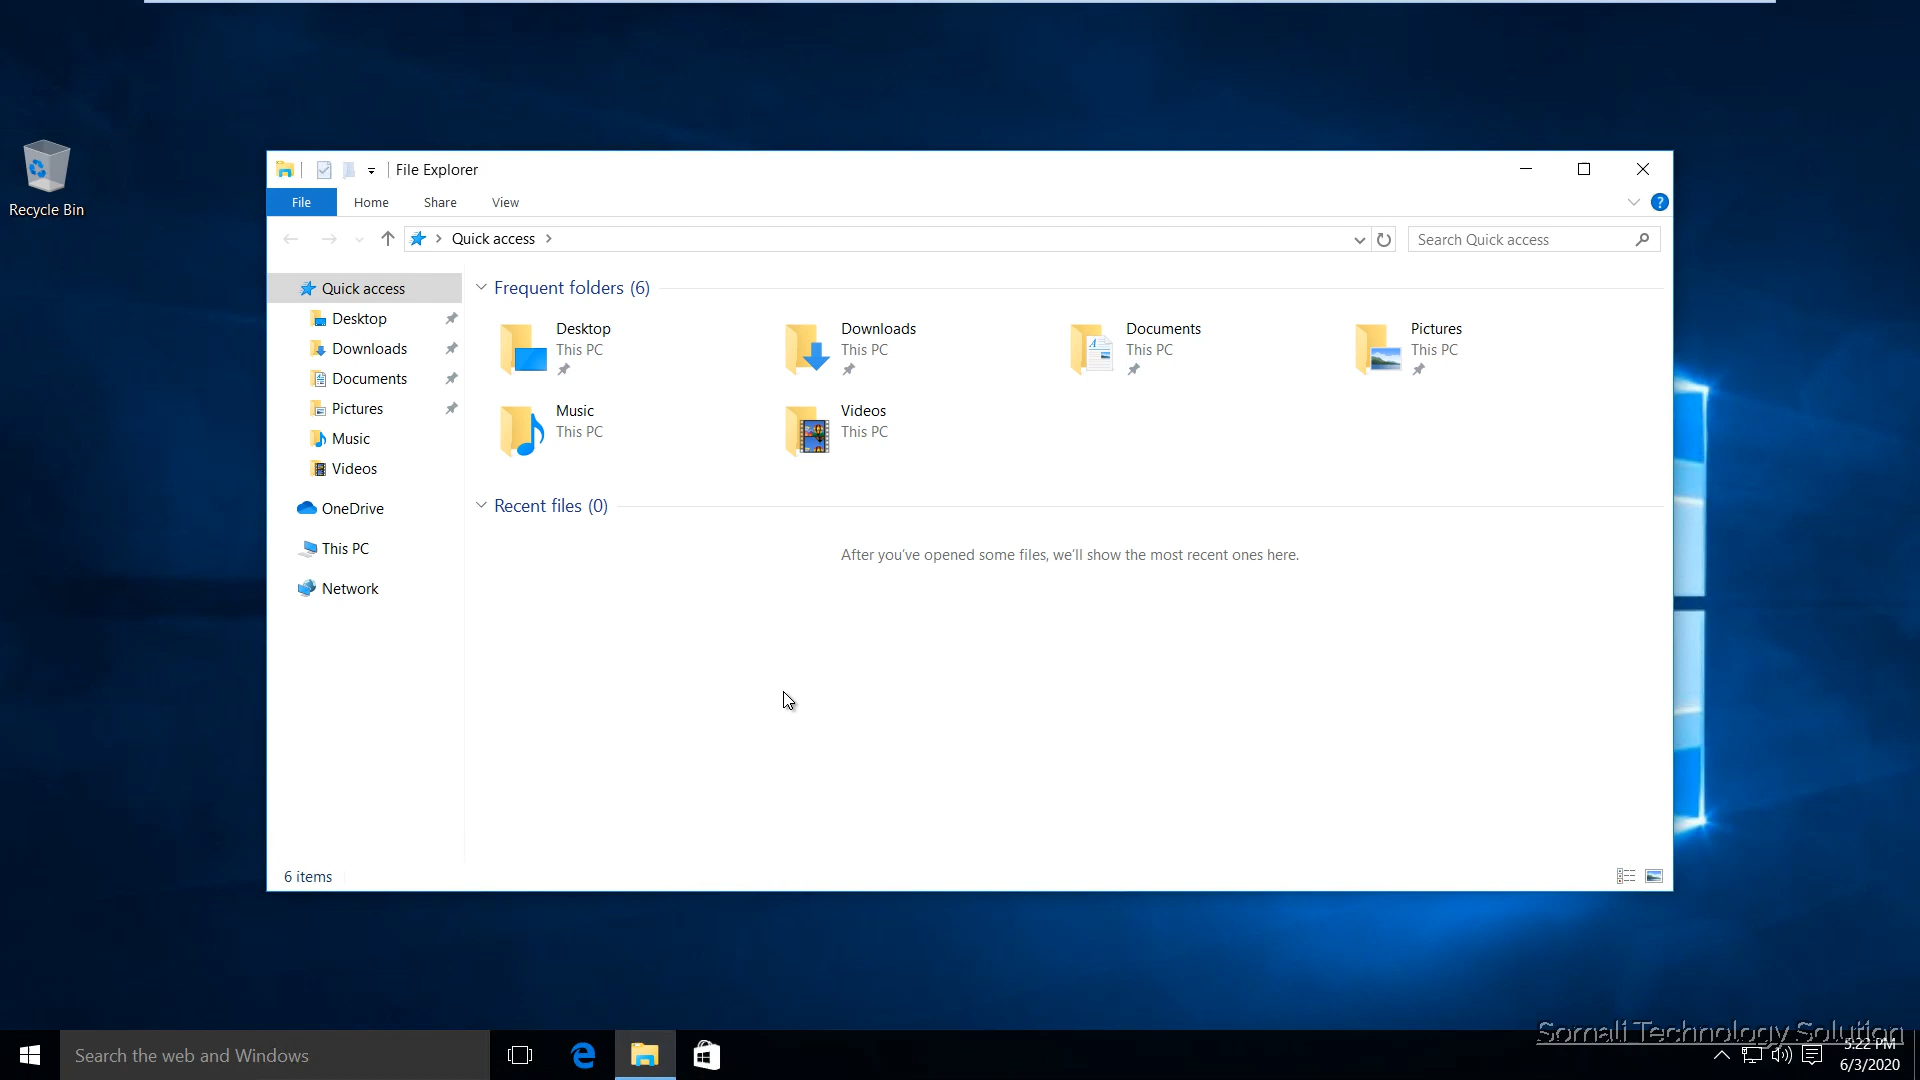 File Explorer
File Home Share View
?
Quick access
Search Quick access
Recycle Bin
Quick access
Desktop
Downloads
Documents
Pictures
Music
Videos
OneDrive
This PC
Network
Frequent folders (6)
Desktop
This PC
Downloads
This PC
Documents
This PC
Pictures
This PC
Music
This PC
Videos
This PC
Recent files (0)
After you've opened some files, we'll show the most recent ones here.
6 items
Somali Technology Solution
Search the web and Windows
5:22 PM
6/3/2020